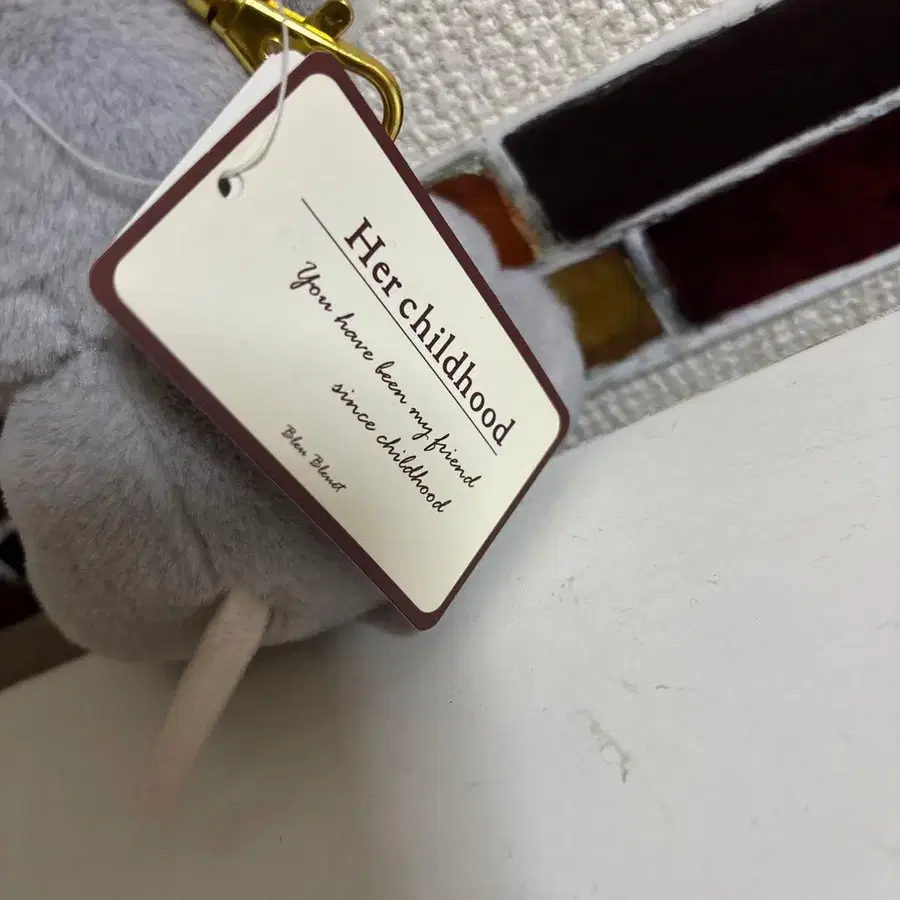 Her childhood
You have been my friend
since childhood
Bleu Bleuet